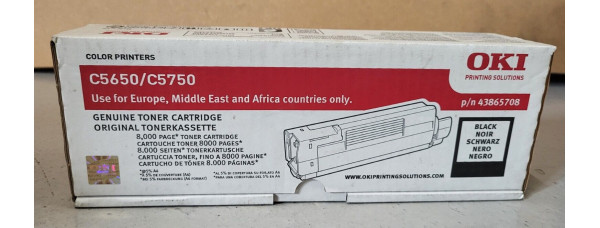 COLOR PRINTERS
OKI
PRINTING SOLUTIONS
C5650/C5750
Use for Europe, Middle East and Africa countries only.
p/n 43865708
GENUINE TONER CARTRIDGE
ORIGINAL TONERKASSETTE
8,000 PAGE* TONER CARTRIDGE
CARTOUCHE TONER 8000 PAGES*
8,000 SEITEN* TONERKARTUSCHE
CARTUCCIA TONER, FINO A 8000 PAGINE*
CARTUCHO DE TÓNER 8.000 PÁGINAS*
BLACK
NOIR
SCHWARZ
NERO
NEGRO
WWW.OKIPRINTINGSOLUTIONS.COM